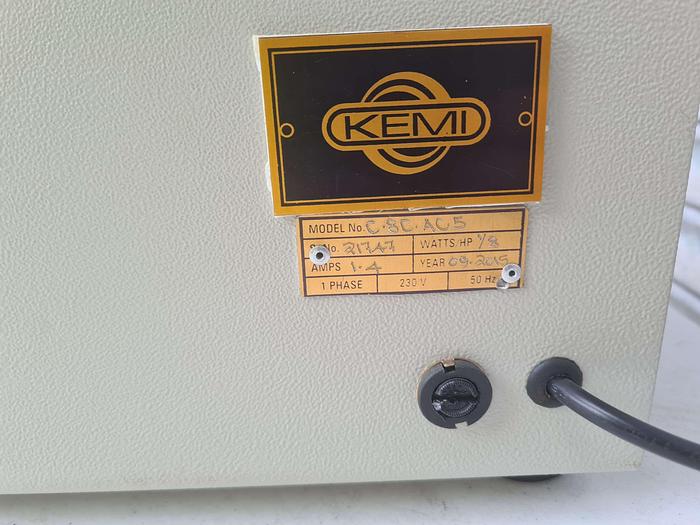 KEMI
MODEL No. C-8C-AC5
S. No. 21747 WATTS/HP 1/8
AMPS 1.4 YEAR 09-2015
1 PHASE 230 V 50 Hz